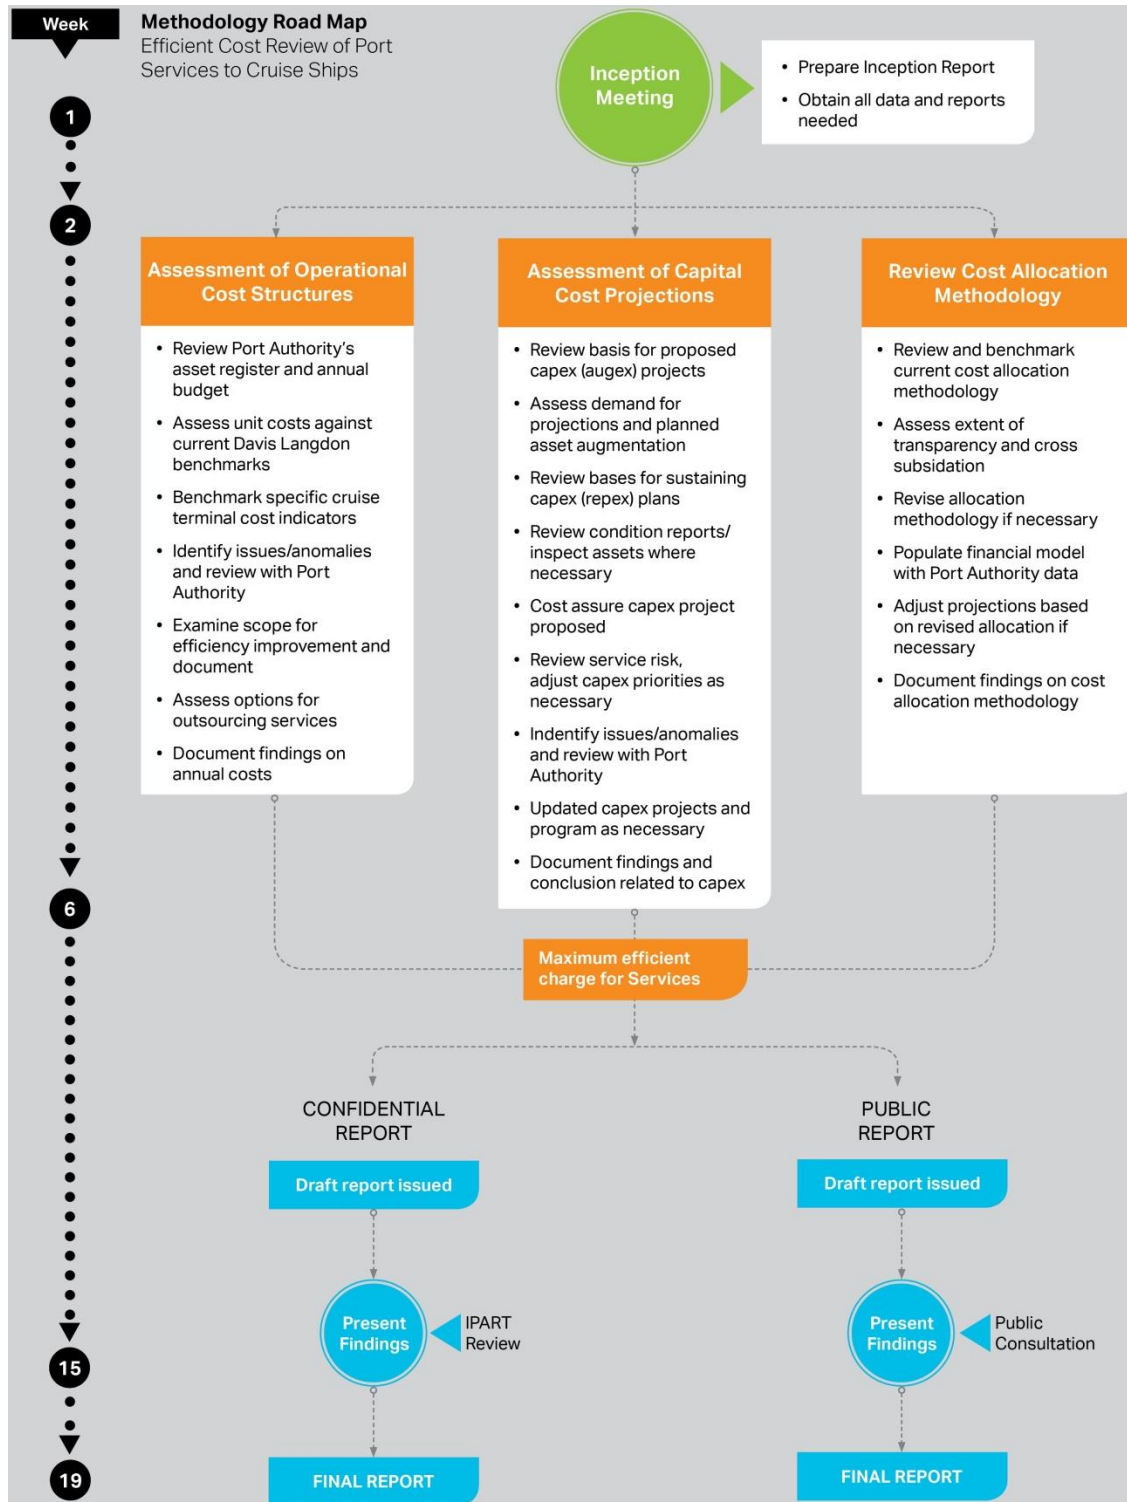 Week
Methodology Road Map
Efficient Cost Review of Port
Services to Cruise Ships
Inception
Meeting
• Prepare Inception Report
• Obtain all data and reports
needed
1
2
Assessment of Operational
Cost Structures
• Review Port Authority's
asset register and annual
budget
• Assess unit costs against
current Davis Langdon
benchmarks
• Benchmark specific cruise
terminal cost indicators
• Identify issues/anomalies
and review with Port
Authority
• Examine scope for
efficiency improvement and
document
• Assess options for
outsourcing services
• Document findings on
annual costs
Assessment of Capital
Cost Projections
• Review basis for proposed
capex (augex) projects
• Assess demand for
projections and planned
asset augmentation
• Review bases for sustaining
capex (repex) plans
• Review condition reports/
inspect assets where
necessary
• Cost assure capex project
proposed
• Review service risk,
adjust capex priorities as
necessary
• Indentify issues/anomalies
and review with Port
Authority
• Updated capex projects and
program as necessary
• Document findings and
conclusion related to capex
Review Cost Allocation
Methodology
• Review and benchmark
current cost allocation
methodology
• Assess extent of
transparency and cross
subsidation
• Revise allocation
methodology if necessary
• Populate financial model
with Port Authority data
• Adjust projections based
on revised allocation if
necessary
• Document findings on cost
allocation methodology
6
Maximum efficient
charge for Services
CONFIDENTIAL
REPORT
Draft report issued
Present
Findings
IPART
Review
FINAL REPORT
PUBLIC
REPORT
Draft report issued
Present
Findings
Public
Consultation
FINAL REPORT
15
19